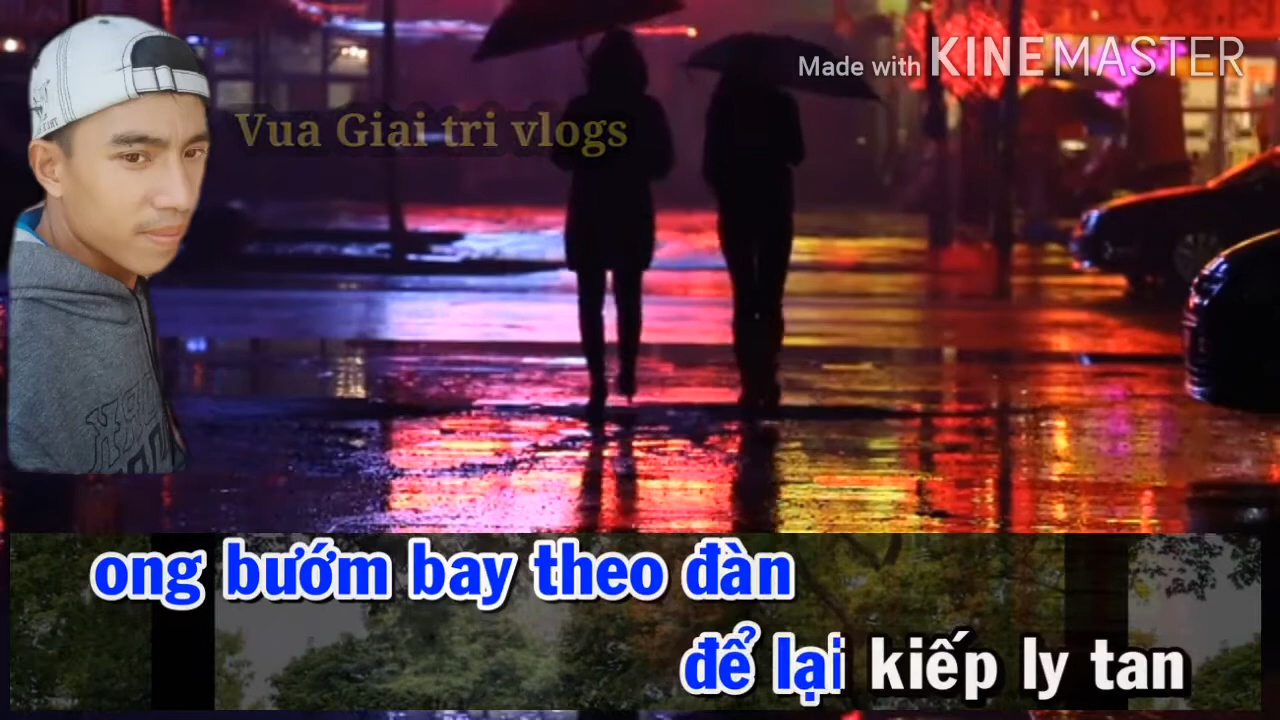 Made with KINEMASTER
Vua Giai tri vlogs
ong bướm bay theo đàn
để lại kiếp ly tan